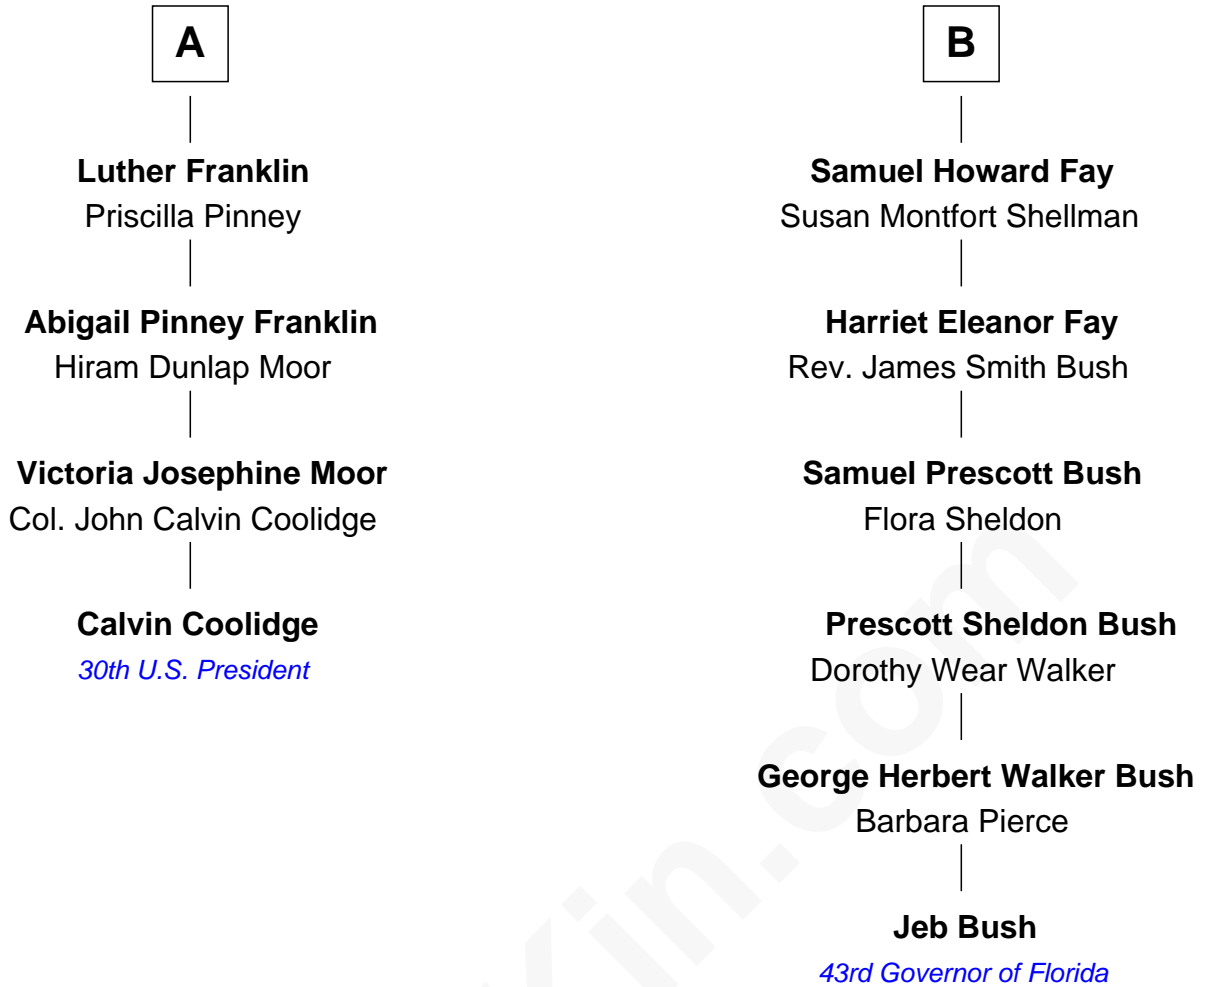 A
Luther Franklin
Priscilla Pinney
Abigail Pinney Franklin
Hiram Dunlap Moor
Victoria Josephine Moor
Col. John Calvin Coolidge
Calvin Coolidge
30th U.S. President
B
Samuel Howard Fay
Susan Montfort Shellman
Harriet Eleanor Fay
Rev. James Smith Bush
Samuel Prescott Bush
Flora Sheldon
Prescott Sheldon Bush
Dorothy Wear Walker
George Herbert Walker Bush
Barbara Pierce
Jeb Bush
43rd Governor of Florida